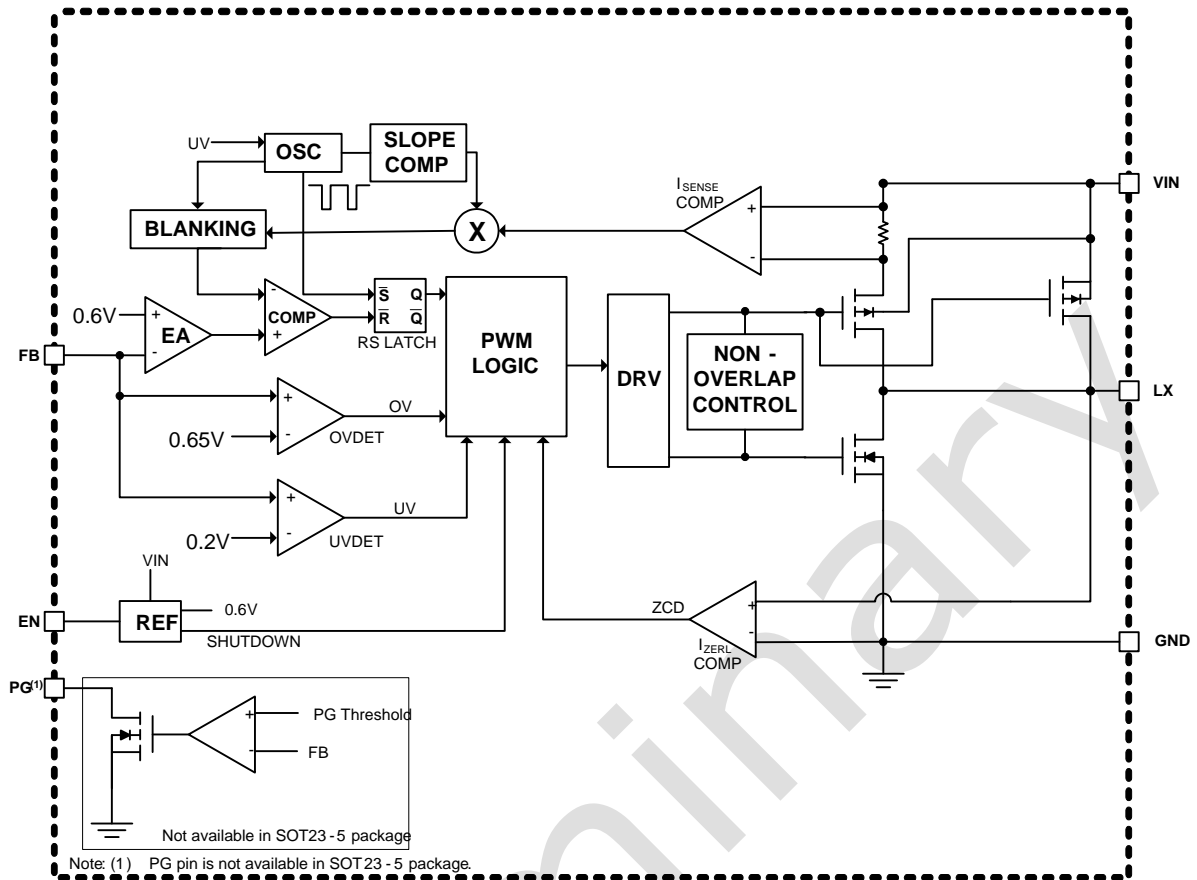 UV
OSC
SLOPE
COMP
BLANKING
X
I SENSE
COMP
+
-
VIN
0.6V
+
-
EA
-
+
COMP
S Q
R Q
RS LATCH
FB
PWM
LOGIC
DRV
NON -
OVERLAP
CONTROL
LX
+
-
0.65V
OV
OVDET
+
-
0.2V
UV
UVDET
VIN
EN
REF
0.6V
SHUTDOWN
ZCD
+
-
I ZERL
COMP
GND
PG(1)
+
-
PG Threshold
FB
Not available in SOT23 - 5 package
Note: (1) PG pin is not available in SOT23 - 5 package.
minary